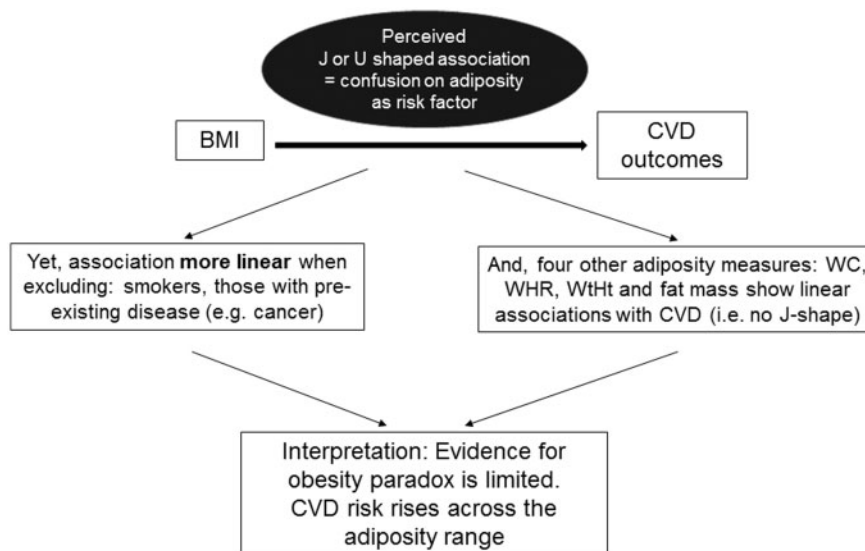 Perceived
J or U shaped association
= confusion on adiposity
as risk factor
BMI
CVD
outcomes
Yet, association more linear when
excluding: smokers, those with pre-
existing disease (e.g. cancer)
And, four other adiposity measures: WC,
WHR, WtHt and fat mass show linear
associations with CVD (i.e. no J-shape)
Interpretation: Evidence for
obesity paradox is limited.
CVD risk rises across the
adiposity range